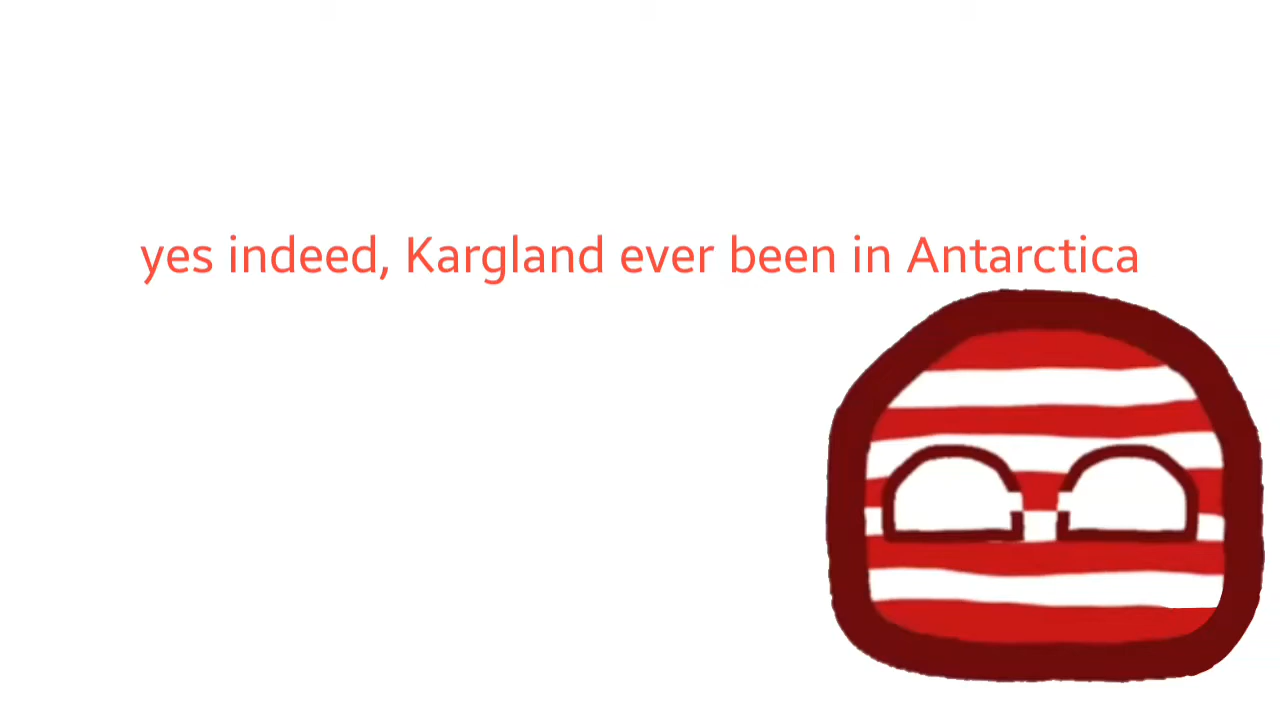 yes indeed, Kargland ever been in Antarctica